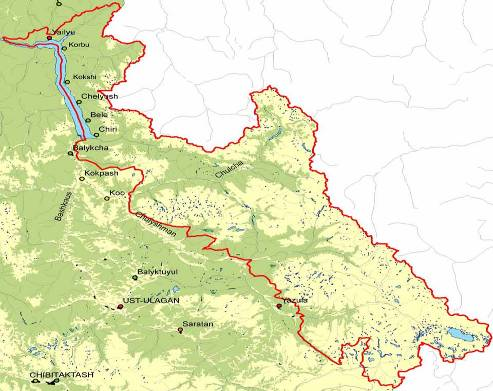 Yailyu
Korbu
Kokshi
Chelyush
Bele
Chiri
Balykcha
Kokpash
Koo
Chulcha
Bashkaus
Chulyshman
Balyktuyul
UST-ULAGAN
Yazula
Saratan
CHIBITAKTASH